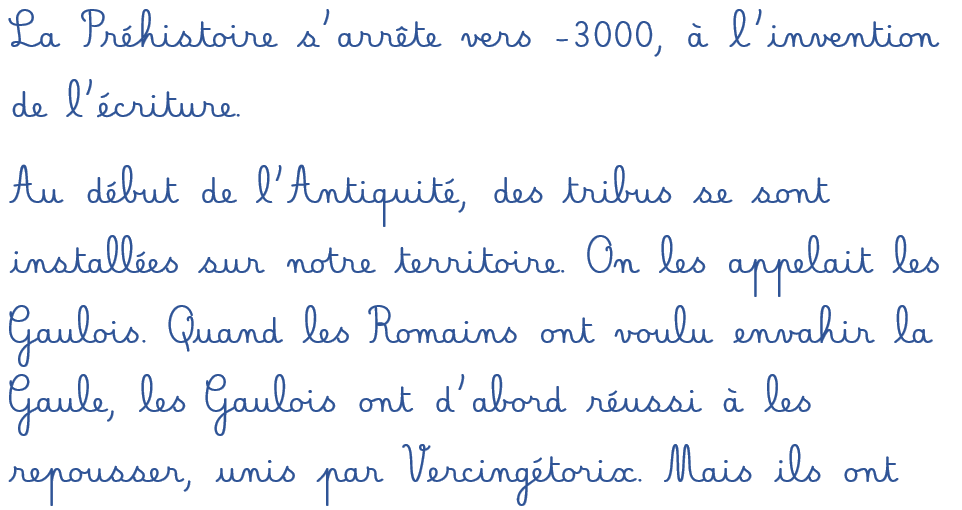 La Préhistoire s'arrête vers -3000, à l'invention
de l'écriture.
Au début de l'Antiquité, des tribus se sont
installées sur notre territoire. On les appelait les
Gaulois. Quand les Romains ont voulu envahir la
Gaule, les Gaulois ont d'abord réussi à les
repousser, unis par Vercingétorix. Mais ils ont